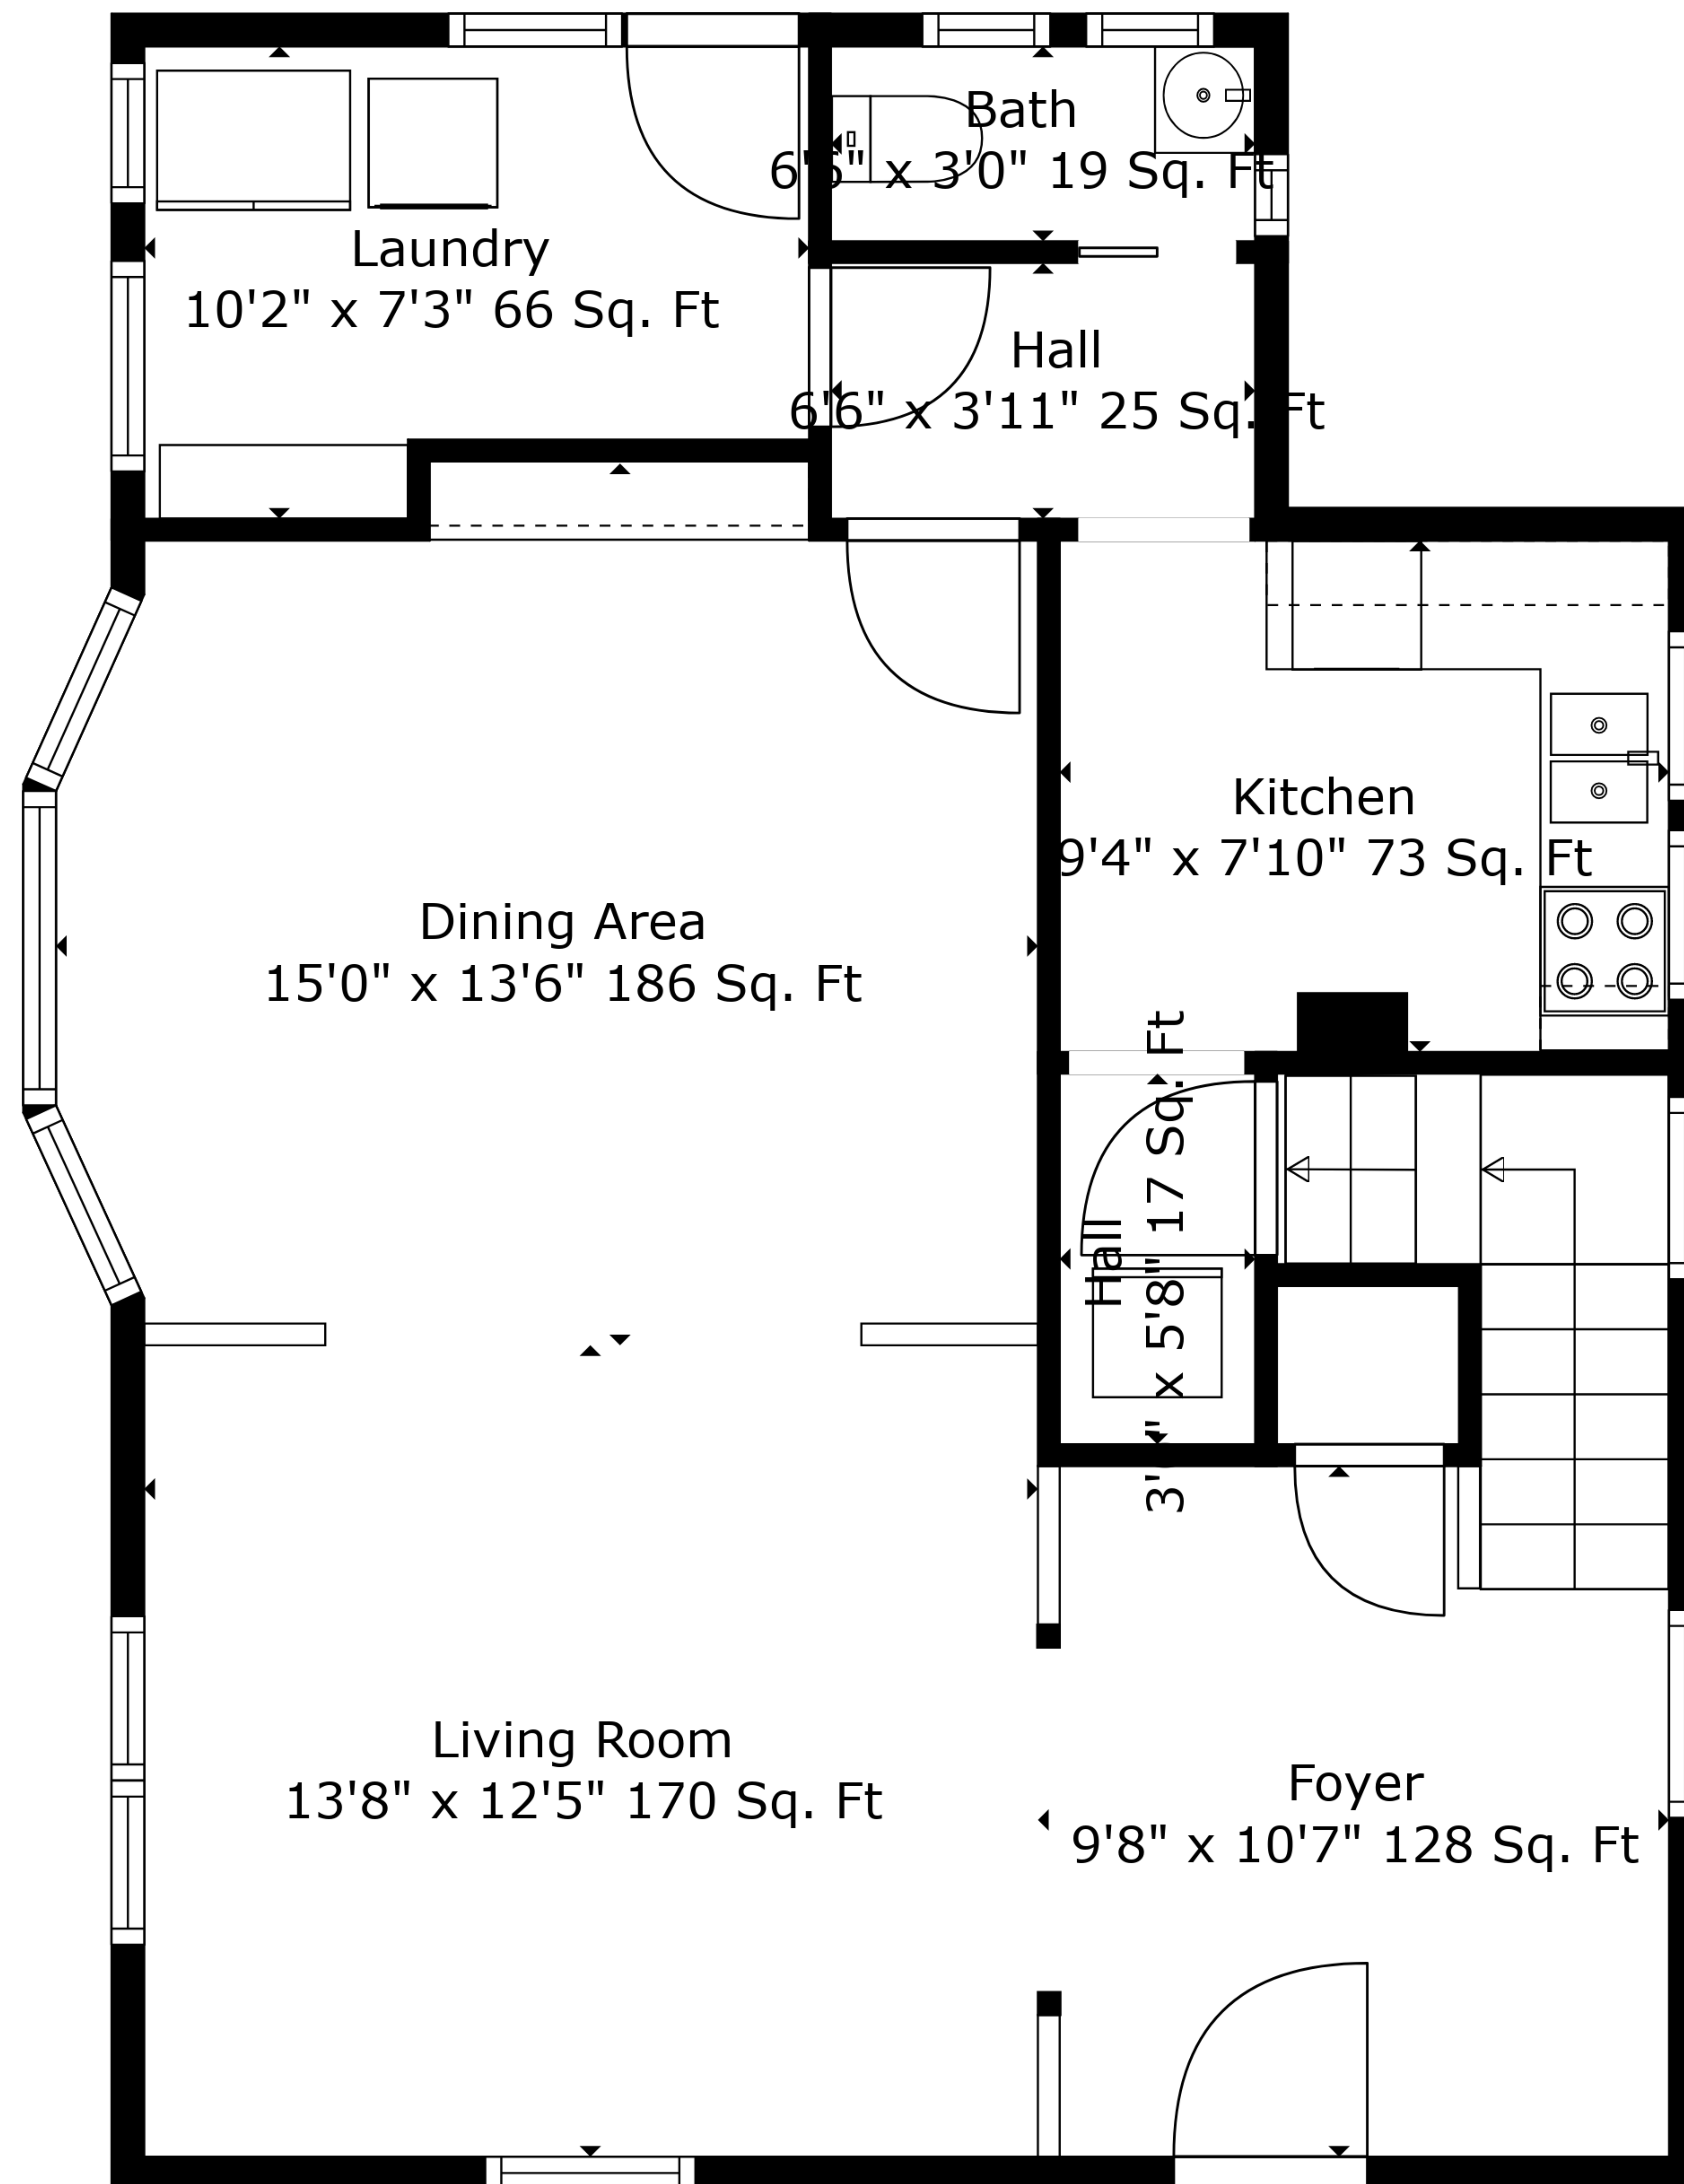 Bath
6'6" x 3'0" 19 Sq. Ft
Laundry
10'2" x 7'3" 66 Sq. Ft
Hall
6'6" x 3'11" 25 Sq. Ft
Kitchen
9'4" x 7'10" 73 Sq. Ft
Dining Area
15'0" x 13'6" 186 Sq. Ft
Hall
x 5'8" 17 Sq. Ft
Living Room
13'8" x 12'5" 170 Sq. Ft
Foyer
9'8" x 10'7" 128 Sq. Ft